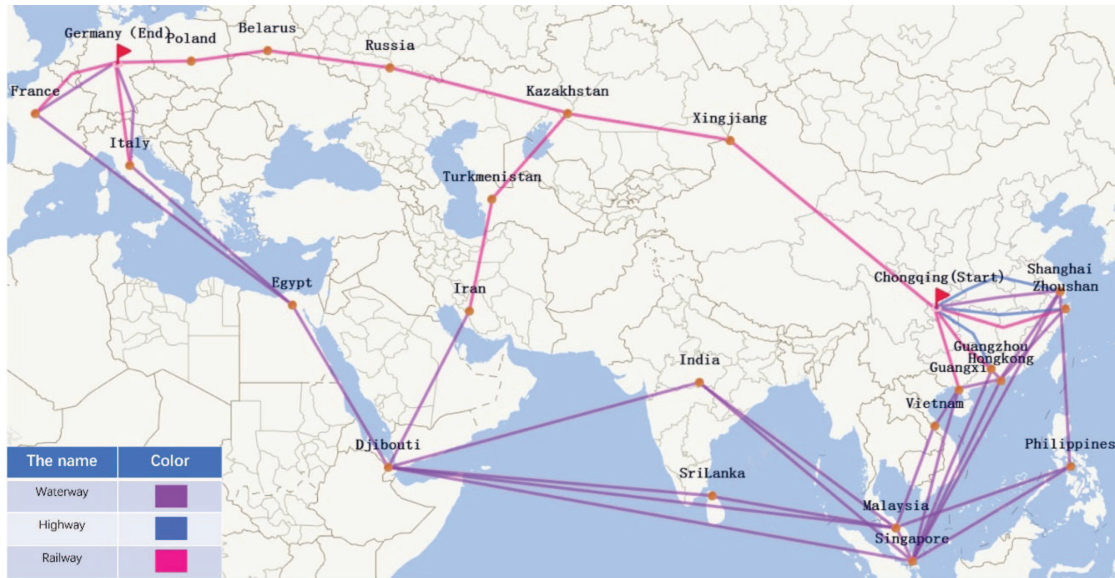 Germany (End)
Poland
Belarus
Russia
France
Kazakhstan
Xingjiang
Italy
Turkmenistan
Egypt
Iran
Chongqing(Start)
Shanghai
Zhoushan
Guangzhou
Hongkong
Guangxi
India
Vietnam
Djibouti
Philippines
SriLanka
Malaysia
Singapore
The name Color
Waterway
Highway
Railway